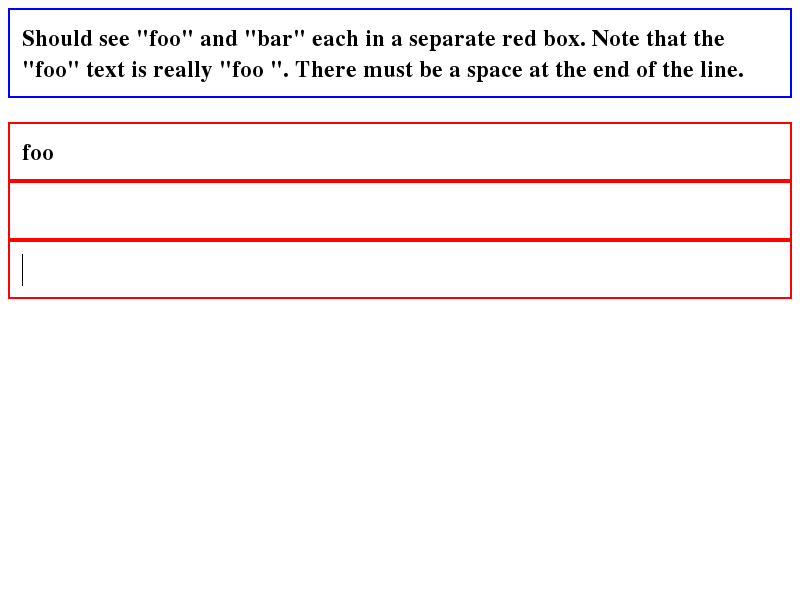 Should see "foo" and "bar" each in a separate red box. Note that the
"foo" text is really "foo ". There must be a space at the end of the line.
foo